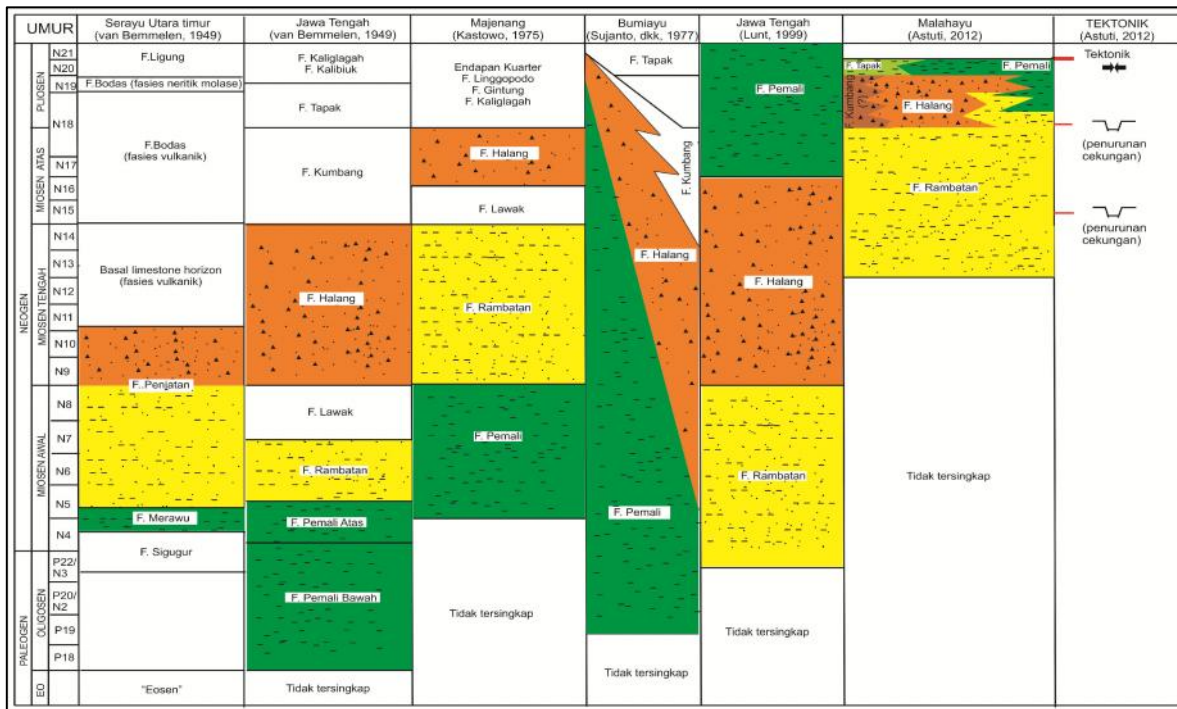 UMUR
Serayu Utara timur
(van Bemmelen, 1949)
Jawa Tengah
(van Bemmelen, 1949)
Majenang
(Kastowo, 1975)
Bumiayu
(Sujanto, dkk, 1977)
Jawa Tengah
(Lunt, 1999)
Malahayu
(Astuti, 2012)
TEKTONIK
(Astuti, 2012)
NEOGEN
PALEOGEN
PLIOSEN
MIOSEN ATAS
MIOSEN TENGAH
MIOSEN AWAL
OLIGOSEN
EO
N21
N20
N19
N18
N17
N16
N15
N14
N13
N12
N11
N10
N9
N8
N7
N6
N5
N4
P22/
N3
P20/
N2
P19
P18
F.Ligung
F.Bodas (fasies neritik molase)
F.Bodas
(fasies vulkanik)
Basal limestone horizon
(fasies vulkanik)
F. Penjatan
F. Merawu
F. Sigugur
"Eosen"
F. Kaliglagah
F. Kalibiuk
F. Tapak
F. Kumbang
F. Halang
F. Lawak
F. Rambatan
F. Pemali Atas
F. Pemali Bawah
Tidak tersingkap
Endapan Kuarter
F. Linggopodo
F. Gintung
F. Kaliglagah
F. Halang
F. Lawak
F. Rambatan
F. Pemali
Tidak tersingkap
F. Tapak
F. Kumbang
F. Halang
F. Pemali
Tidak tersingkap
F. Pemali
F. Halang
F. Rambatan
Tidak tersingkap
F. Tapak
F. Pemali
F. Kumbang
(?)
F. Halang
F. Rambatan
Tidak tersingkap
Tektonik
(penurunan
cekungan)
(penurunan
cekungan)